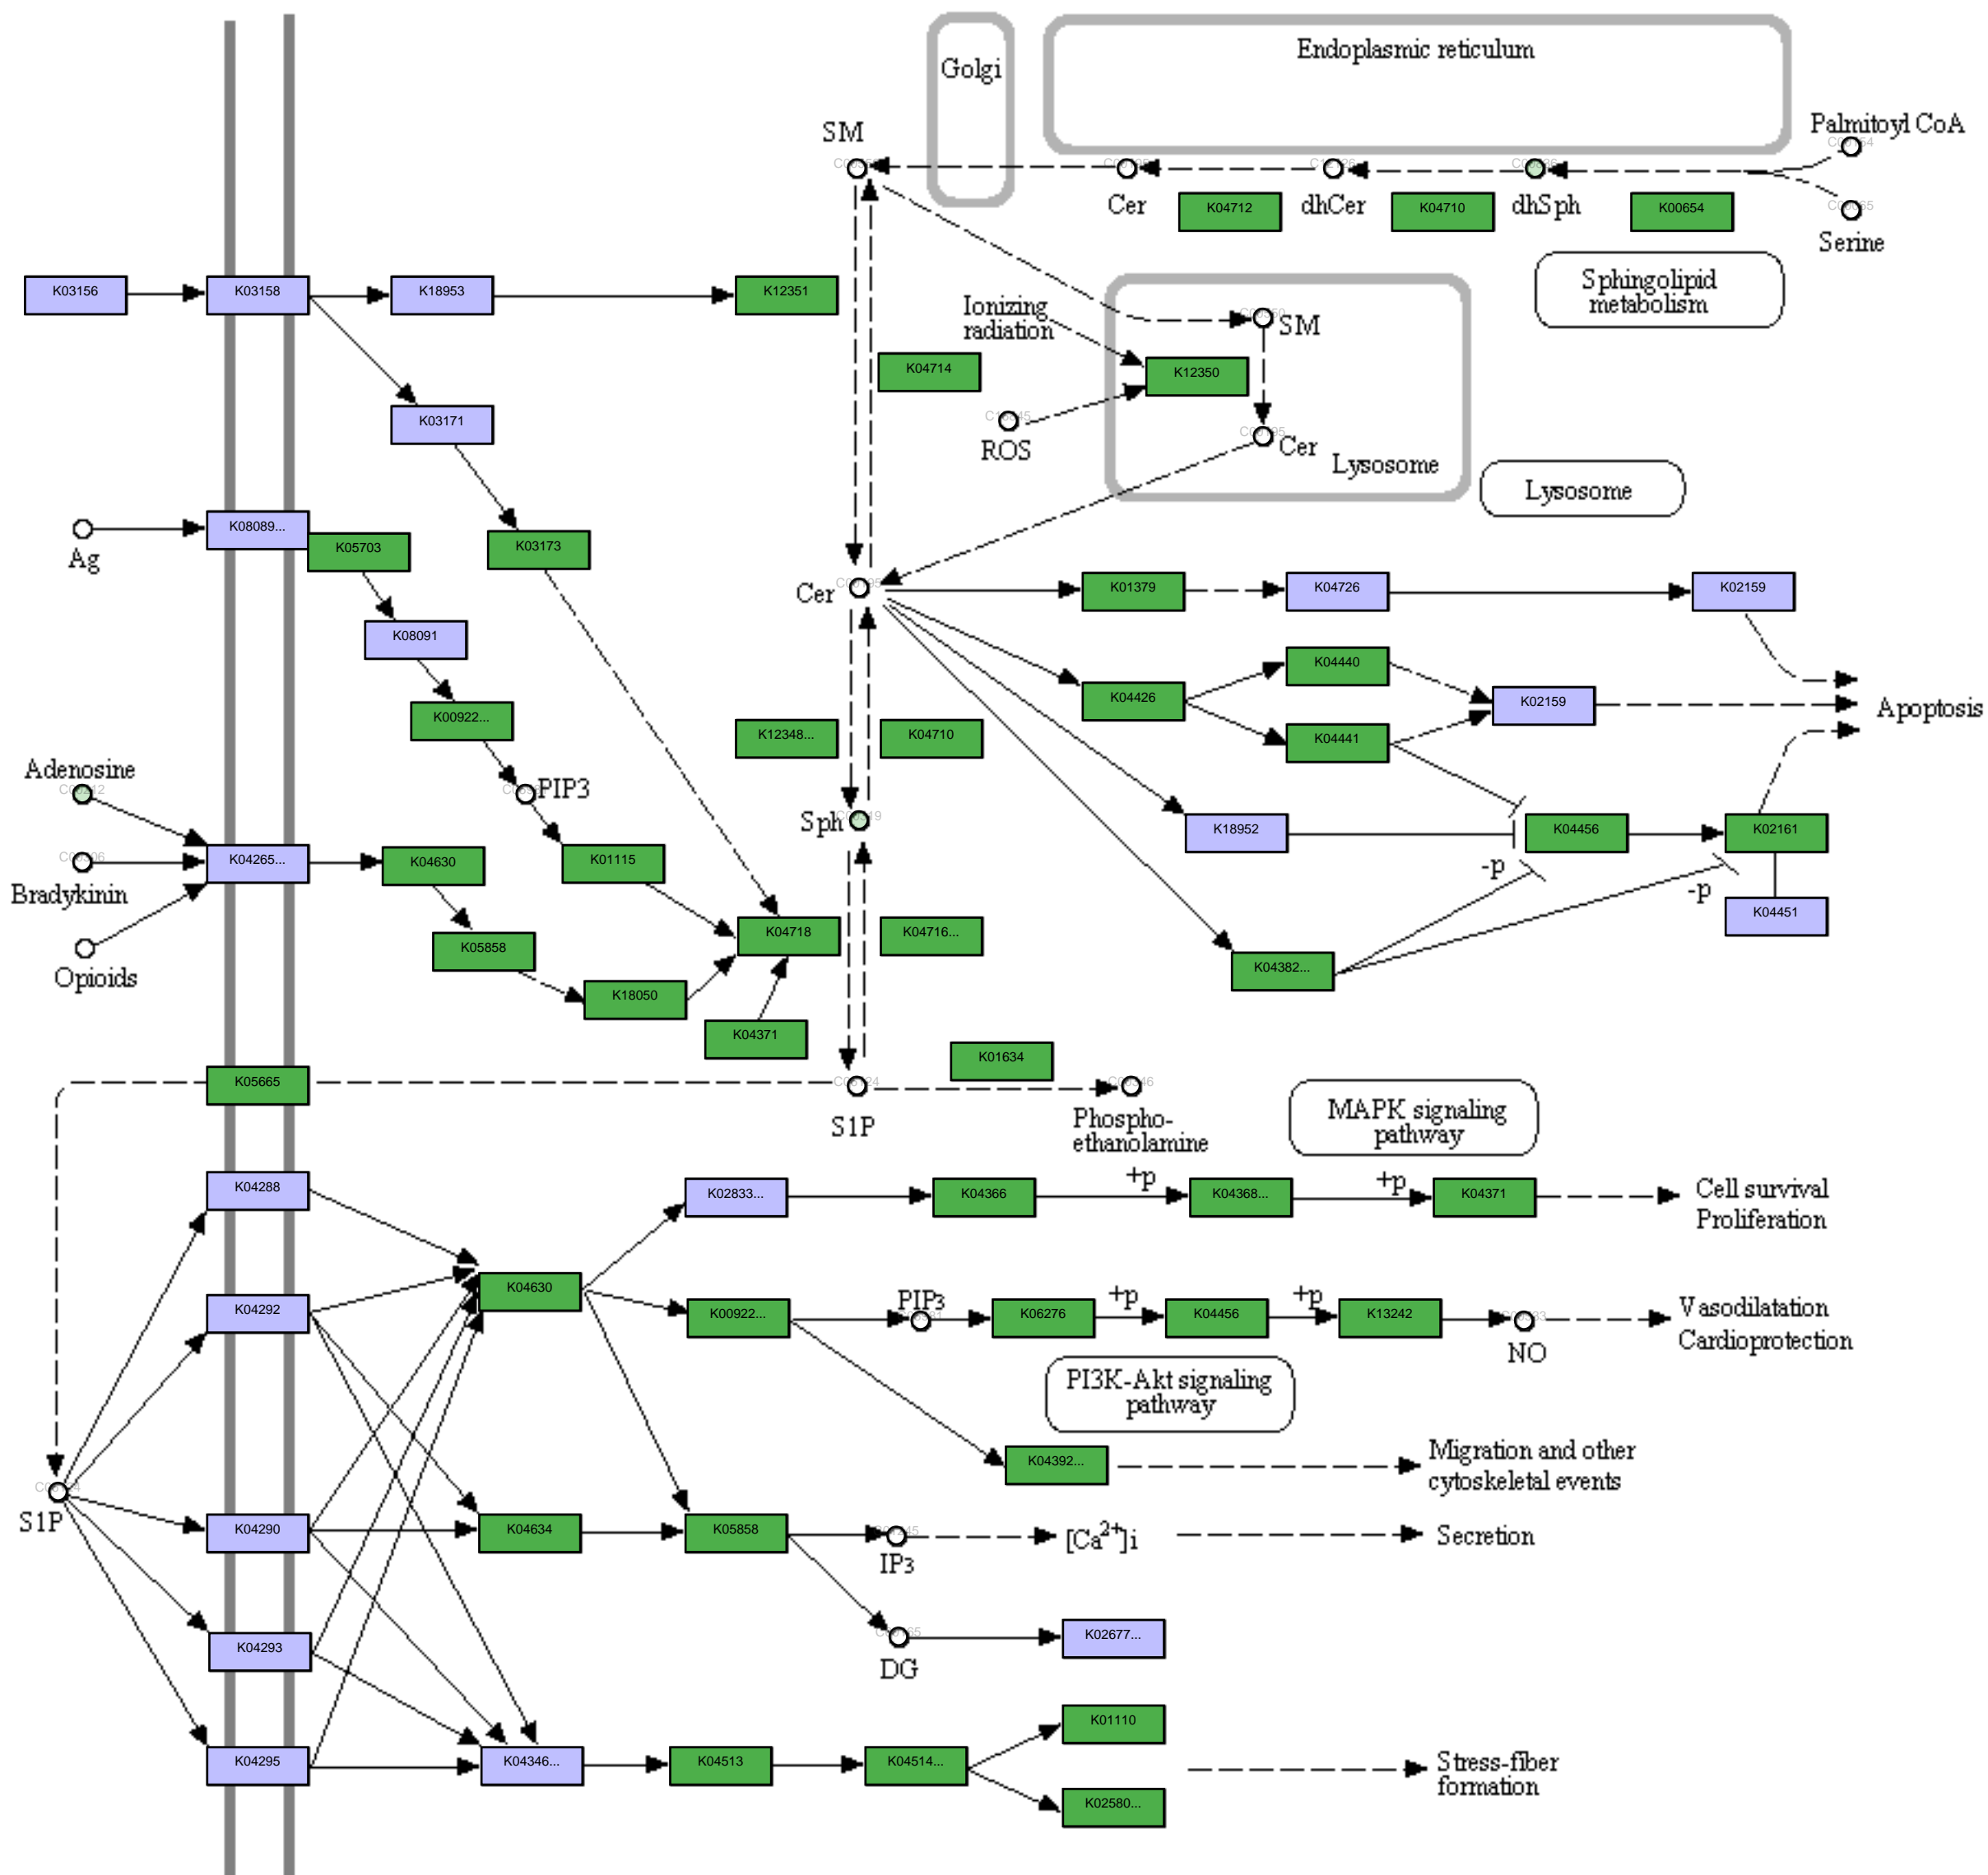 Golgi
Endoplasmic reticulum
SM
Palmitoyl CoA
Cer
K04712
dhCer
K04710
dhSph
K00654
Serine
Sphingolipid
metabolism
K03156
K03158
K18953
K12351
Ionizing
radiation
SM
K04714
K12350
K03171
ROS
Cer
Lysosome
Lysosome
Ag
K08089...
K05703
K03173
Cer
K01379
K04726
K02159
K08091
K04440
K04426
K02159
Apoptosis
K00922...
K12348...
K04710
K04441
Adenosine
PIP3
Sph
K18952
K04456
K02161
Bradykinin
K04265...
K04630
K01115
-p
-p
K04451
K04718
K04716...
Opioids
K05858
K04382...
K18050
K04371
K05665
K01634
S1P
Phospho-
ethanolamine
MAPK signaling
pathway
K04288
K02833...
K04366
+p
K04368...
+p
K04371
Cell survival
Proliferation
K04292
K04630
K00922...
PIP3
K06276
+p
K04456
+p
K13242
NO
Vasodilatation
Cardioprotection
PI3K-Akt signaling
pathway
K04392...
Migration and other
cytoskeletal events
S1P
K04290
K04634
K05858
IP3
[Ca2+]i
Secretion
K04293
DG
K02677...
K04295
K04346...
K04513
K04514...
K01110
K02580...
Stress-fiber
formation